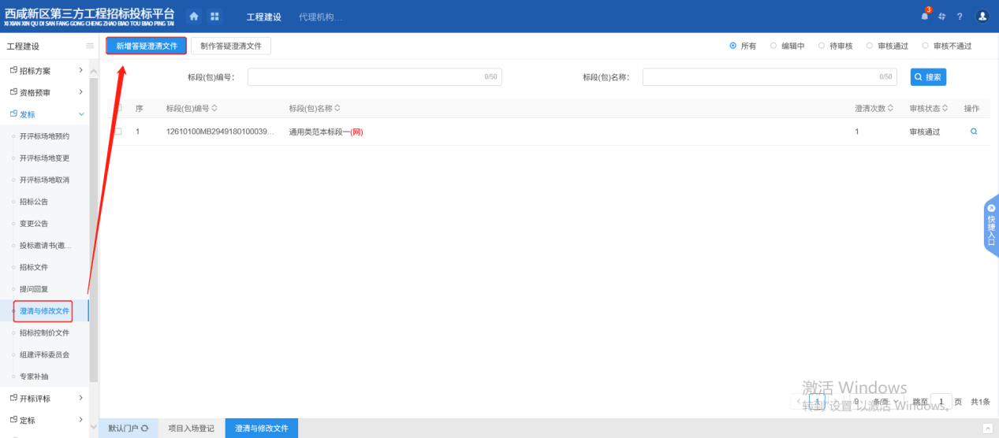 西咸新区第三方工程招标投标平台
XI XIAN XIN QU DI SAN FANG GONG CHENG ZHAO BIAO TOU BIAO PING TAI
工程建设
代理机构...
3
?
工程建设
新增答疑澄清文件
制作答疑澄清文件
所有
编辑中
待审核
审核通过
审核不通过
招标方案
资格预审
发标
开评标场地预约
开评标场地变更
开评标场地取消
招标公告
变更公告
投标邀请书(邀...
招标文件
提问回复
澄清与修改文件
招标控制价文件
组建评标委员会
专家补抽
开标评标
定标
标段(包)编号:
0/50
标段(包)名称:
0/50
搜索
序
标段(包)编号
标段(包)名称
澄清次数
审核状态
操作
1
12610100MB2949180100039...
通用类范本标段一(网)
1
审核通过
快捷入口
激活 Windows
转到"设置"以激活 Windows。
1
9
条/页
跳至
1
页
共1条
默认门户
项目入场登记
澄清与修改文件